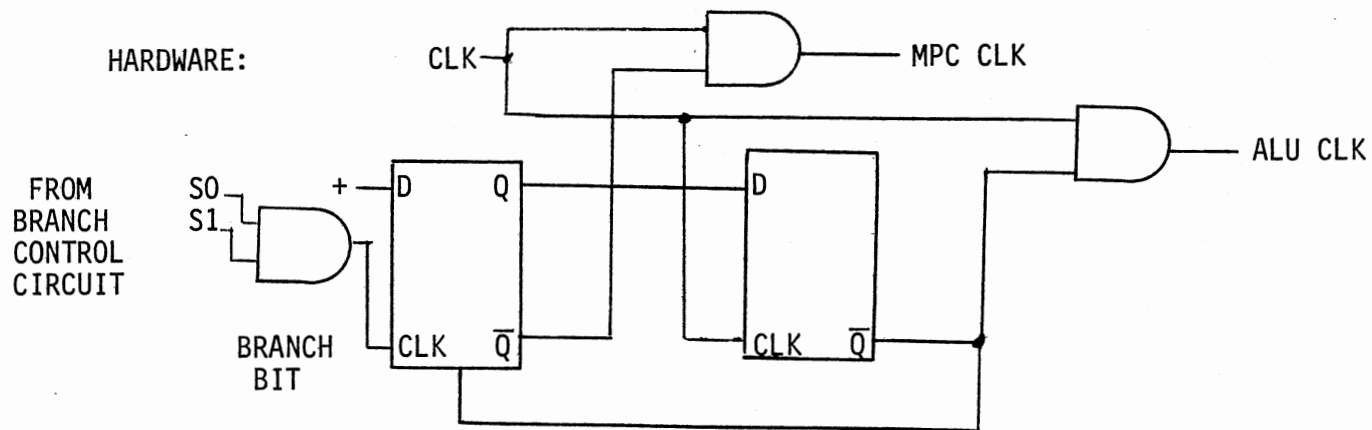 HARDWARE:
CLK
MPC CLK
ALU CLK
FROM
BRANCH
CONTROL
CIRCUIT
S0
S1
+
D
Q
CLK
Q̅
BRANCH
BIT
D
CLK
Q̅